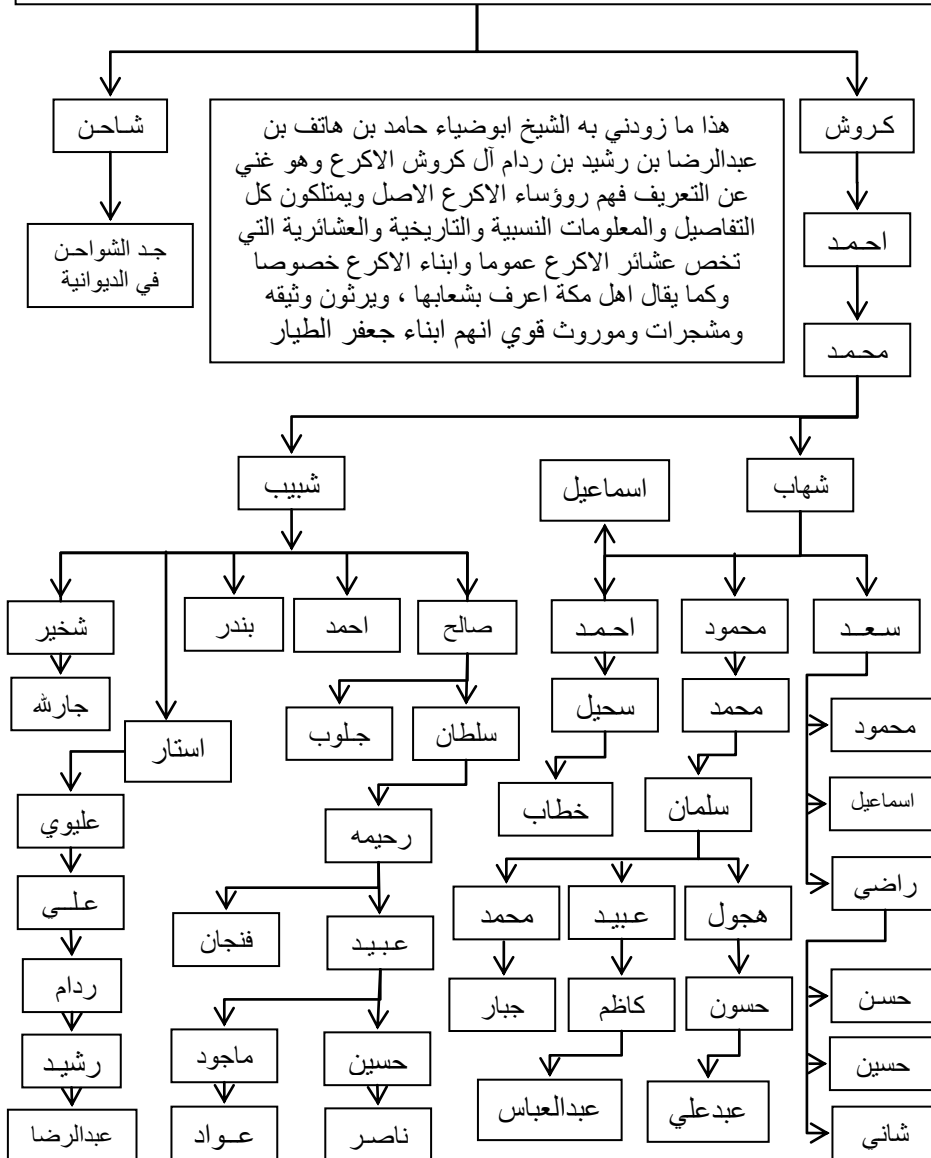 كروش
شاحن
هذا ما زودني به الشيخ ابوضياء حامد بن هاتف بن
عبدالرضا بن رشيد بن ردام آل كروش الاكرع وهو غني
عن التعريف فهم روؤساء الاكرع الاصل ويمتلكون كل
التفاصيل والمعلومات النسبية والتاريخية والعشائرية التي
تخص عشائر الاكرع عموما وابناء الاكرع خصوصا
وكما يقال اهل مكة اعرف بشعابها ، ويرثون وثيقه
ومشجرات وموروث قوي انهم ابناء جعفر الطيار
احمد
جد الشواحن
في الديوانية
محمد
شهاب
اسماعيل
شبيب
سعد
محمود
احمد
صالح
احمد
بندر
شخير
محمود
محمد
سحيل
سلطان
جلوب
جارلله
استار
اسماعيل
سلمان
خطاب
رحيمه
عليوي
راضي
هجول
عبيد
محمد
عبيد
فنجان
علي
حسن
حسون
كاظم
جبار
ردام
حسين
حسين
ماجود
رشيد
شاني
عبدعلي
عبدالعباس
ناصر
عواد
عبدالرضا